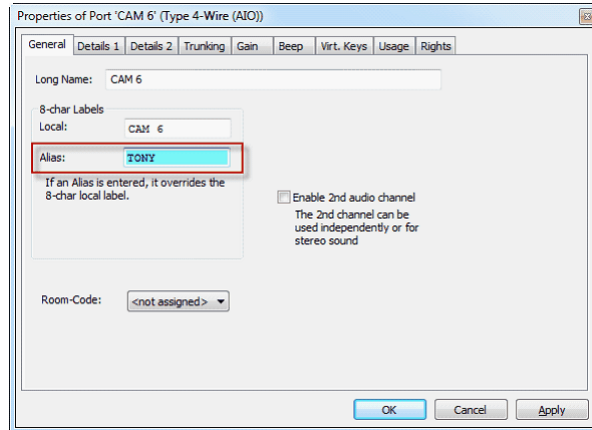 Properties of Port 'CAM 6' (Type 4-Wire (AIO))
General Details 1 Details 2 Trunking Gain Beep Virt. Keys Usage Rights
Long Name: CAM 6
8-char Labels
Local: CAM 6
Alias: TONY
If an Alias is entered, it overrides the
8-char local label.
Enable 2nd audio channel
The 2nd channel can be
used independently or for
stereo sound
Room-Code: <not assigned>
OK Cancel Apply